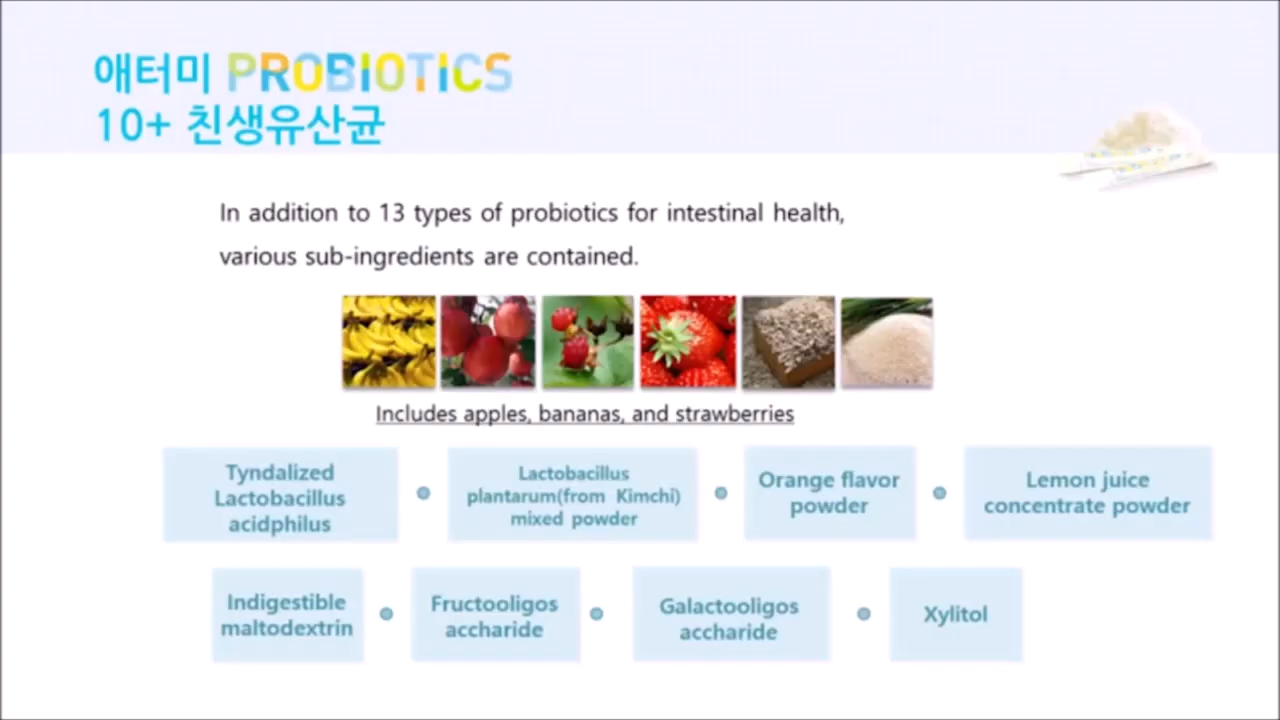 애터미 PROBIOTICS
10+ 친생유산균
In addition to 13 types of probiotics for intestinal health,
various sub-ingredients are contained.
Includes apples, bananas, and strawberries
Tyndalized
Lactobacillus
acidphilus
Lactobacillus
plantarum(from Kimchi)
mixed powder
Orange flavor
powder
Lemon juice
concentrate powder
Indigestible
maltodextrin
Fructooligos
accharide
Galactooligos
accharide
Xylitol